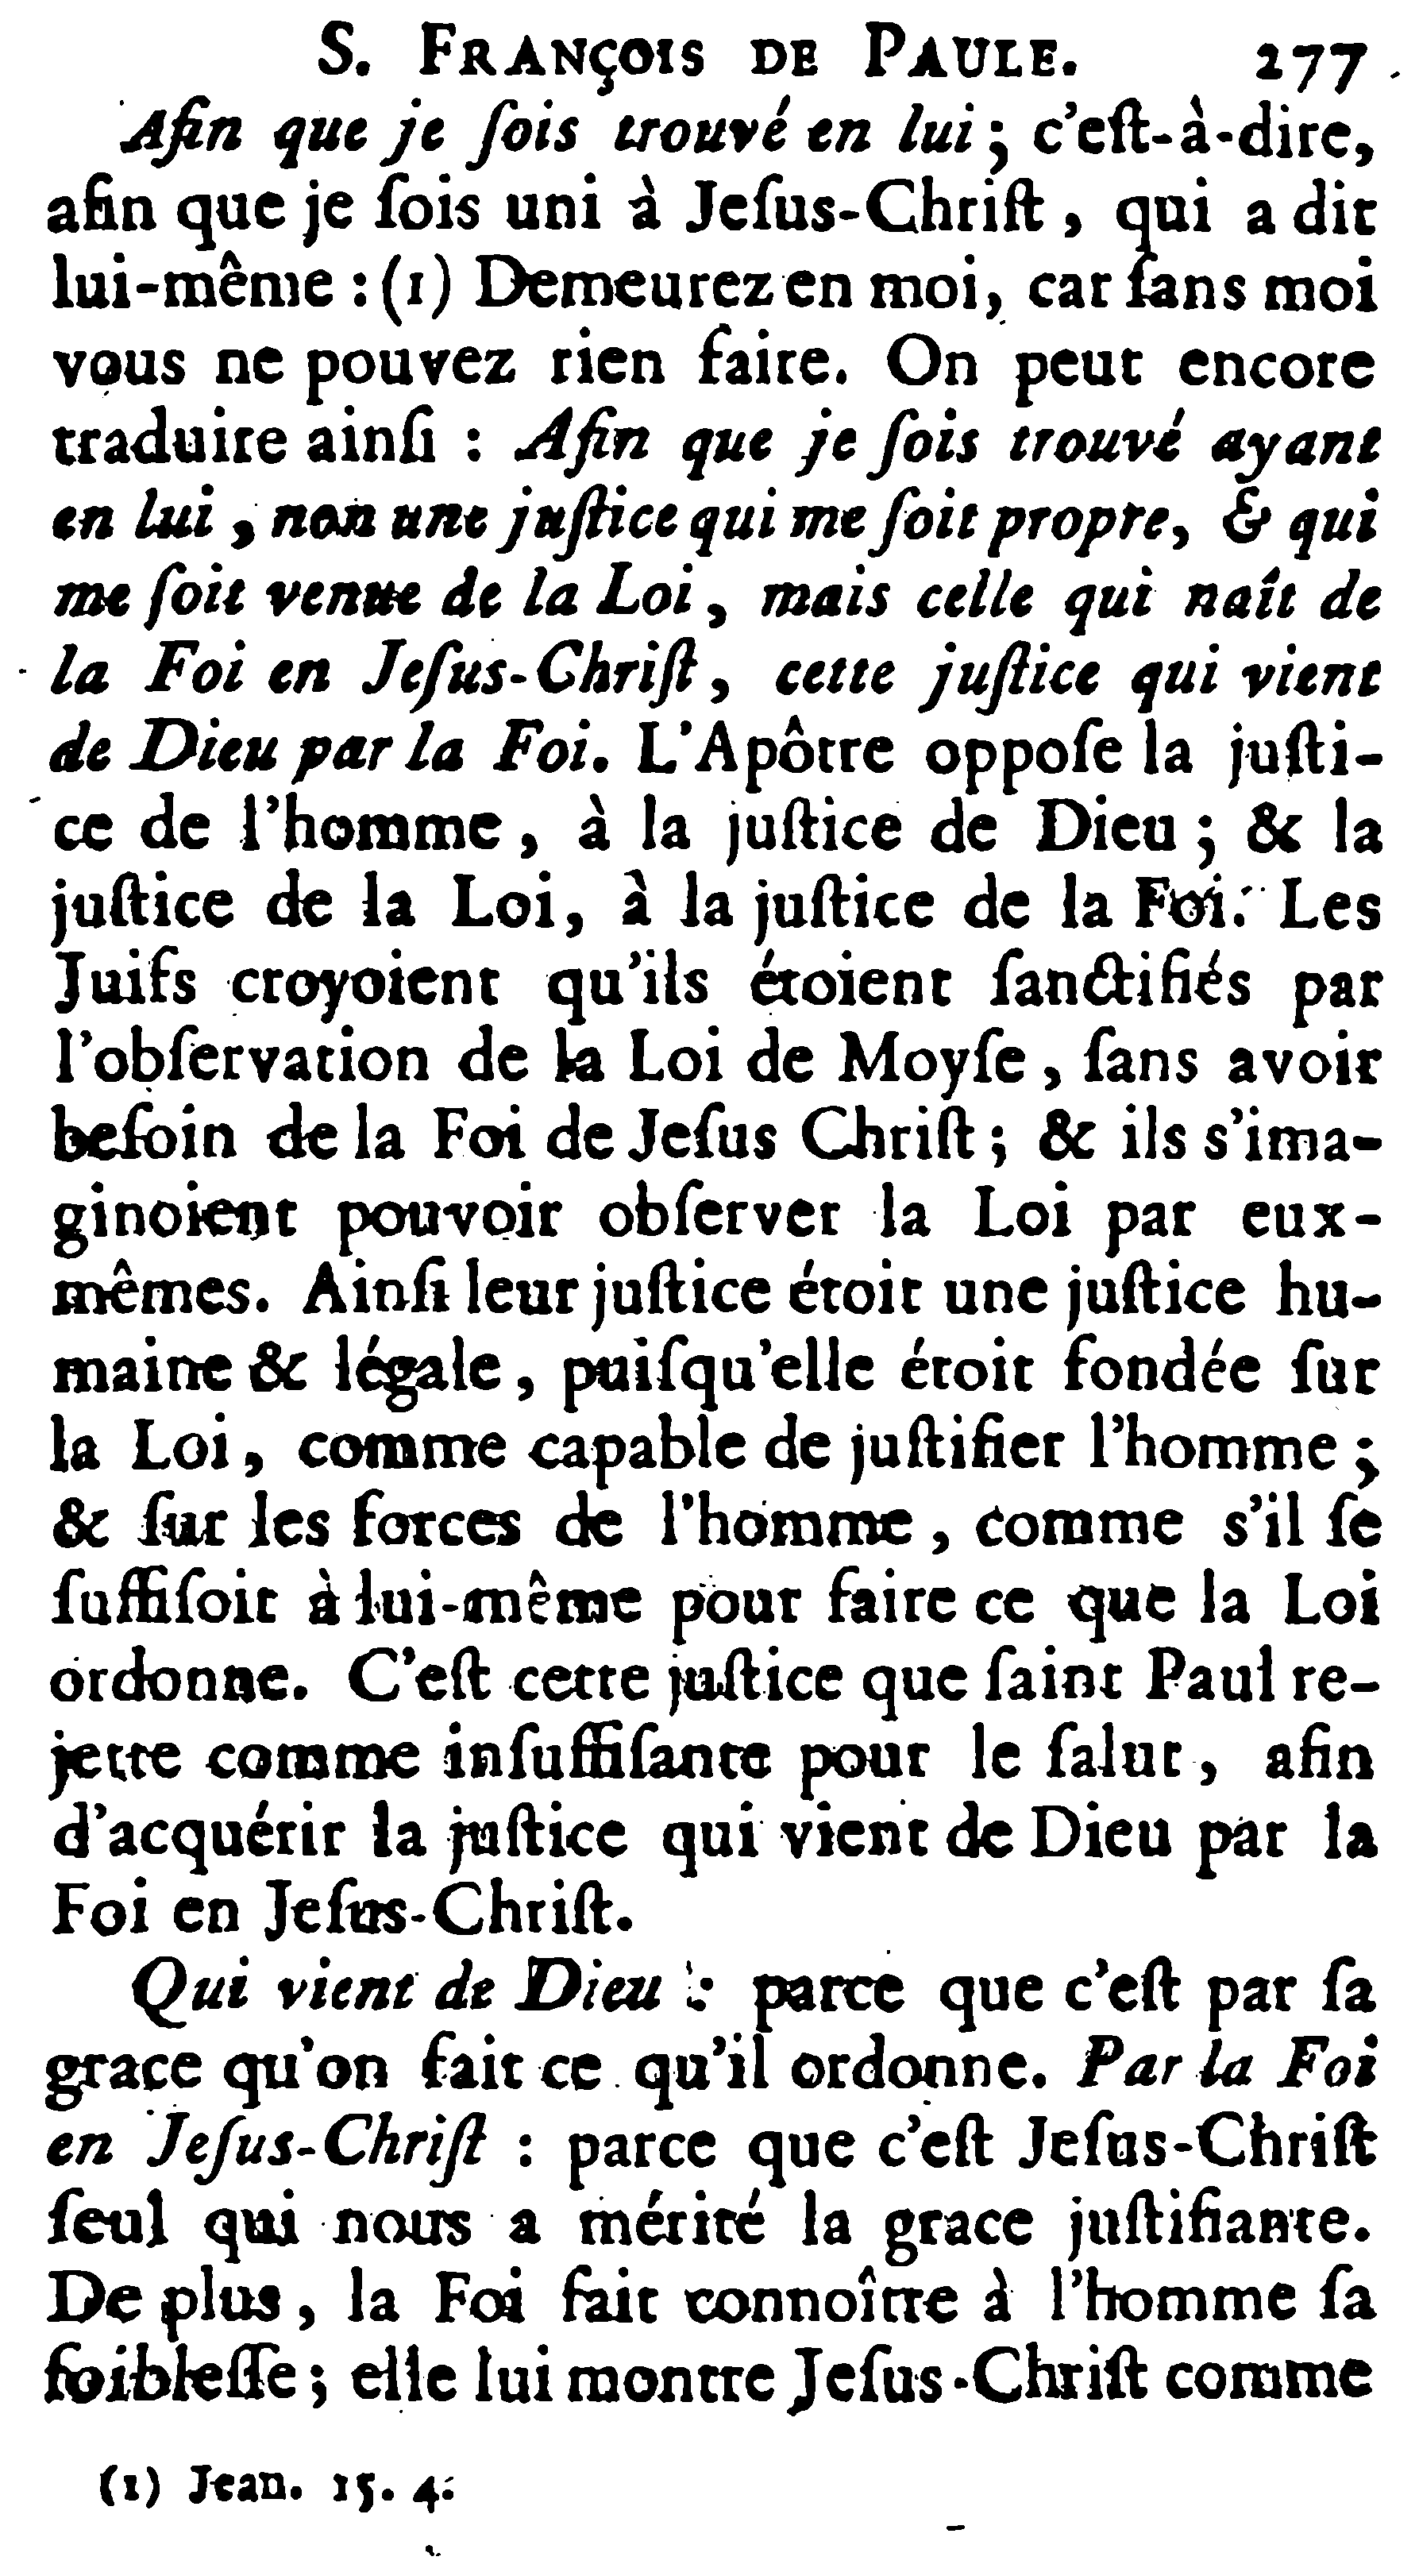 S. FRANÇOIS DE PAULE. 277
Afin que je ſois trouvé en lui ; c'eſt-à-dire,
afin que je ſois uni à Jeſus-Chriſt , qui a dit
lui-même : (1) Demeurez en moi, car ſans moi
vous ne pouvez rien faire. On peut encore
traduire ainſi : Afin que je ſois trouvé ayant
en lui , non une juſtice qui me ſoit propre, & qui
me ſoit venue de la Loi , mais celle qui naît de
la Foi en Jeſus-Chriſt , cette juſtice qui vient
de Dieu par la Foi. L'Apôtre oppoſe la juſti-
ce de l'homme , à la juſtice de Dieu ; & la
juſtice de la Loi, à la juſtice de la Foi. Les
Juifs croyoient qu'ils étoient ſanctifiés par
l'obſervation de la Loi de Moyſe , ſans avoir
beſoin de la Foi de Jeſus Chriſt ; & ils s'ima-
ginoient pouvoir obſerver la Loi par eux-
mêmes. Ainſi leur juſtice étoit une juſtice hu-
maine & légale , puiſqu'elle étoit fondée ſur
la Loi , comme capable de juſtifier l'homme ;
& ſur les forces de l'homme , comme s'il ſe
ſuffiſoit à lui-même pour faire ce que la Loi
ordonne. C'eſt cette juſtice que ſaint Paul re-
jette comme inſuffiſante pour le ſalut , afin
d'acquérir la juſtice qui vient de Dieu par la
Foi en Jeſus-Chriſt.
Qui vient de Dieu : parce que c'eſt par ſa
grace qu'on fait ce qu'il ordonne. Par la Foi
en Jeſus-Chriſt : parce que c'eſt Jeſus-Chriſt
ſeul qui nous a mérité la grace juſtifiante.
De plus , la Foi fait connoître à l'homme ſa
foibleſſe ; elle lui montre Jeſus-Chriſt comme
(1) Jean. 15. 4.